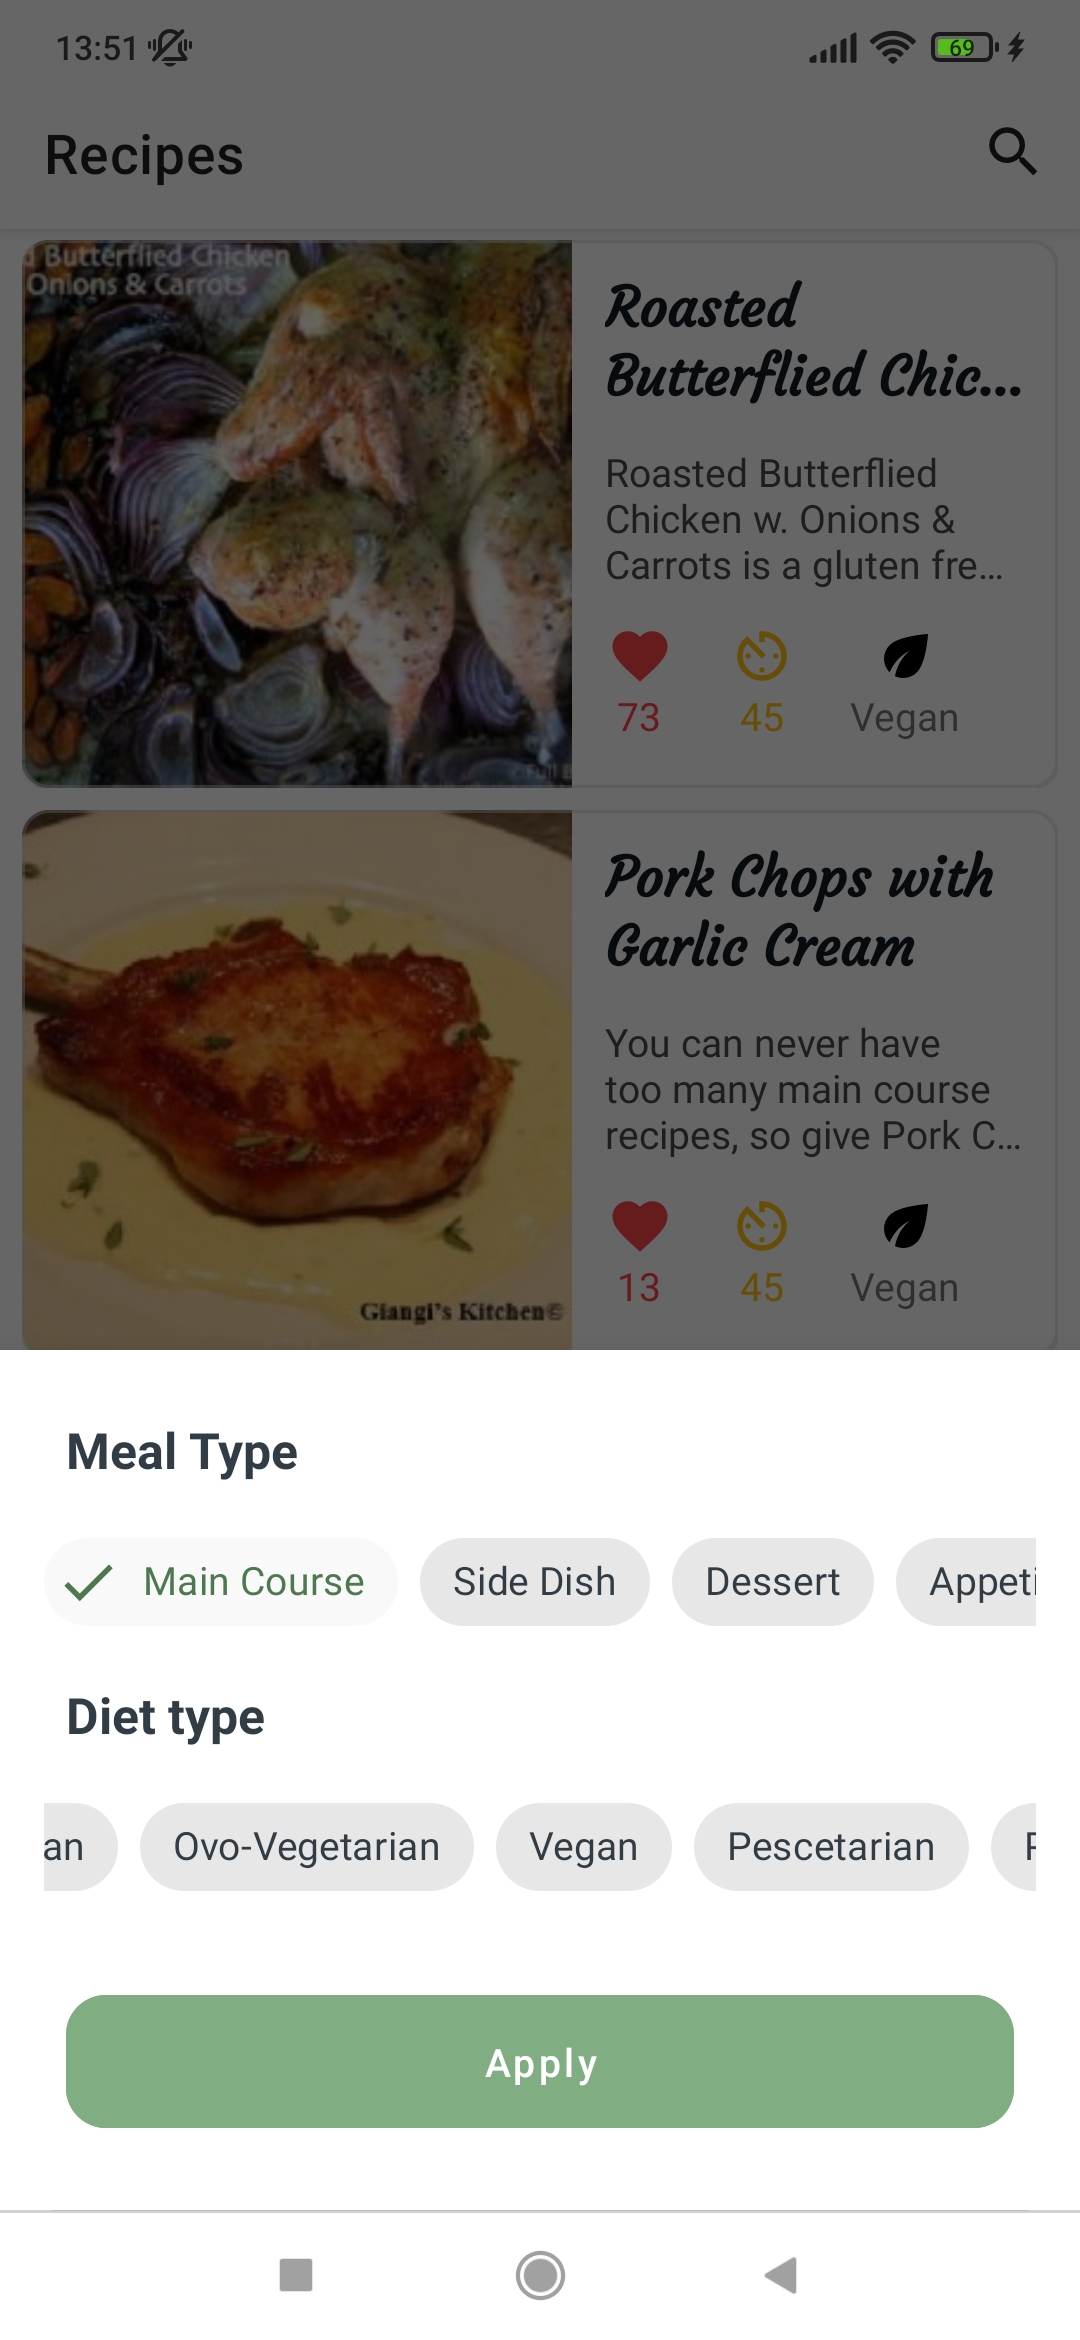 13:51
69
Recipes
d Butterflied Chicken
Onions & Carrots
Roasted
Butterflied Chic...
Roasted Butterflied
Chicken w. Onions &
Carrots is a gluten fre...
73
45
Vegan
Pork Chops with
Garlic Cream
You can never have
too many main course
recipes, so give Pork C...
13
45
Vegan
Giangi's Kitchen©
Meal Type
Main Course
Side Dish
Dessert
Appeti
Diet type
an
Ovo-Vegetarian
Vegan
Pescetarian
Apply